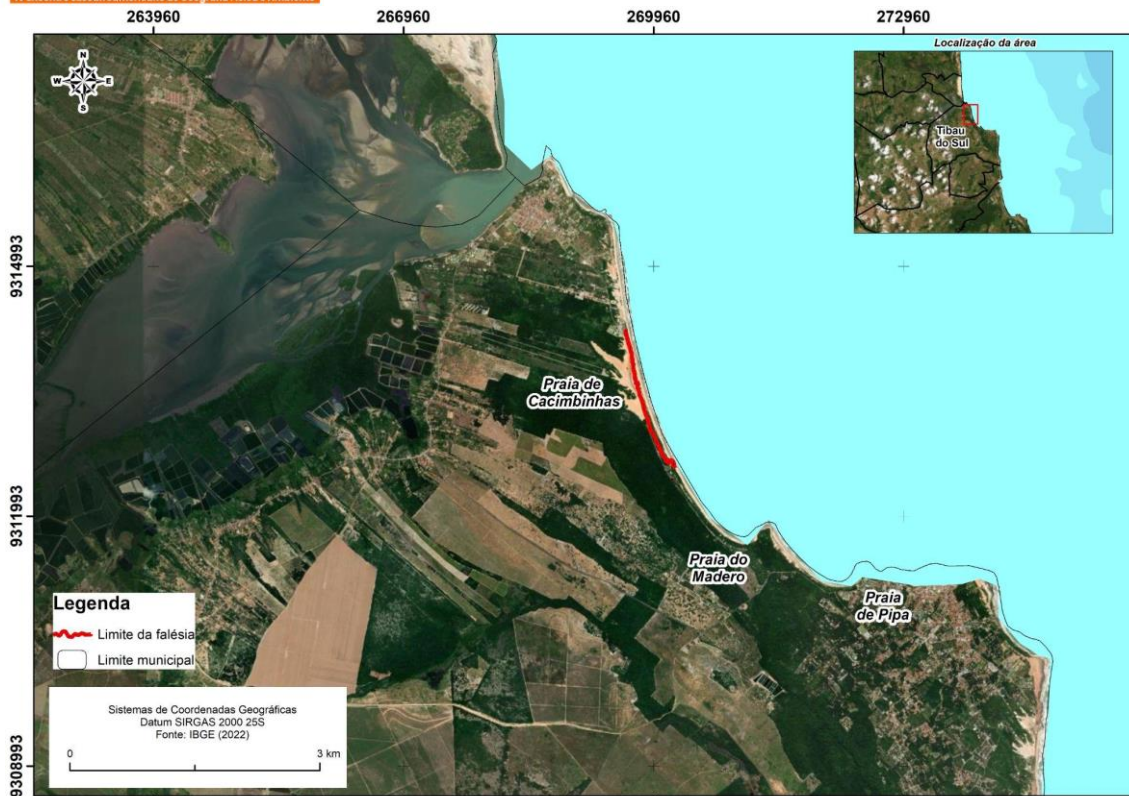 263960
266960
269960
272960
N
W
E
S
Localização da área
Tibau
do Sul
9314993
9311993
9308993
Praia de
Cacimbinhas
Praia do
Madero
Praia
de Pipa
Legenda
Limite da falésia
Limite municipal
Sistemas de Coordenadas Geográficas
Datum SIRGAS 2000 25S
Fonte: IBGE (2022)
0
3 km